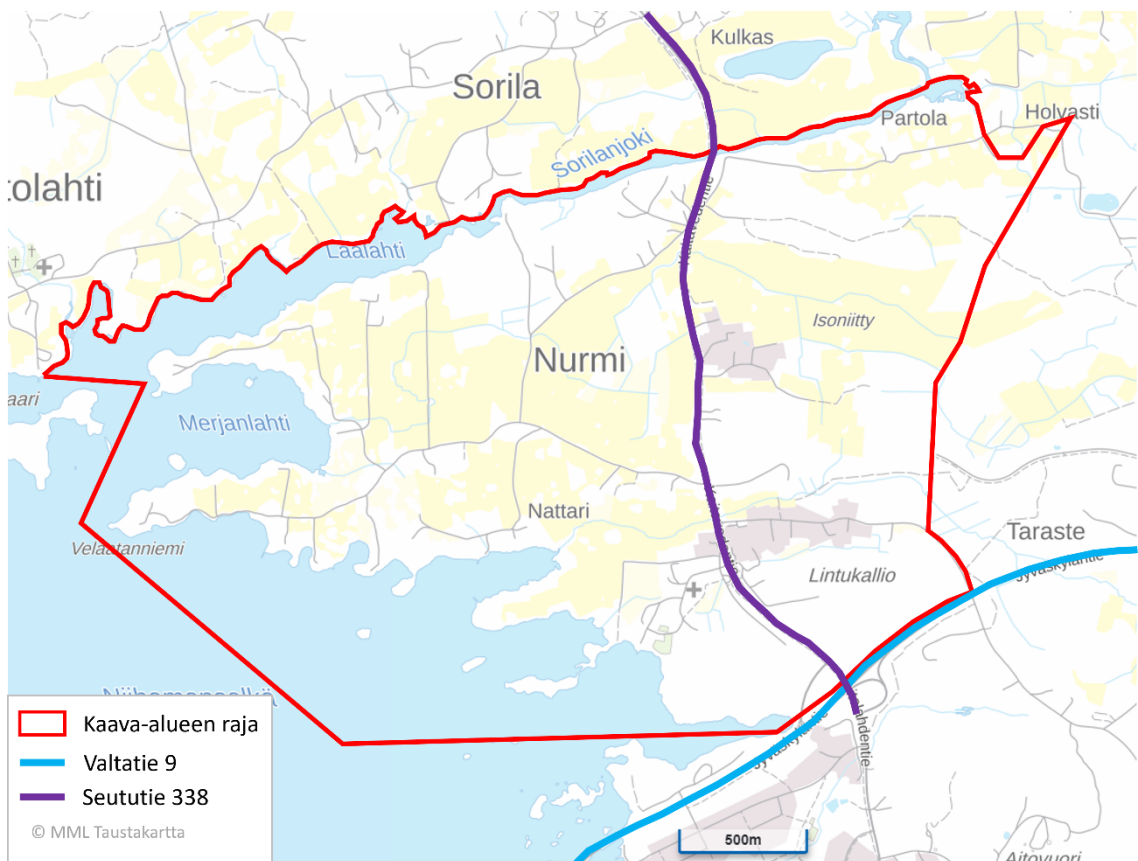 Kulkas
Sorila
Partola
Holvasti
Sorilanjoki
tolahti
Laalahti
Isoniitty
Nurmi
aari
Merjanlahti
Nattari
Taraste
Velaatanniemi
Jyväskyläntie
Lintukallio
Jyväskyläntie
Aitovuori
Kaava-alueen raja
Valtatie 9
Seututie 338
© MML Taustakartta
500m